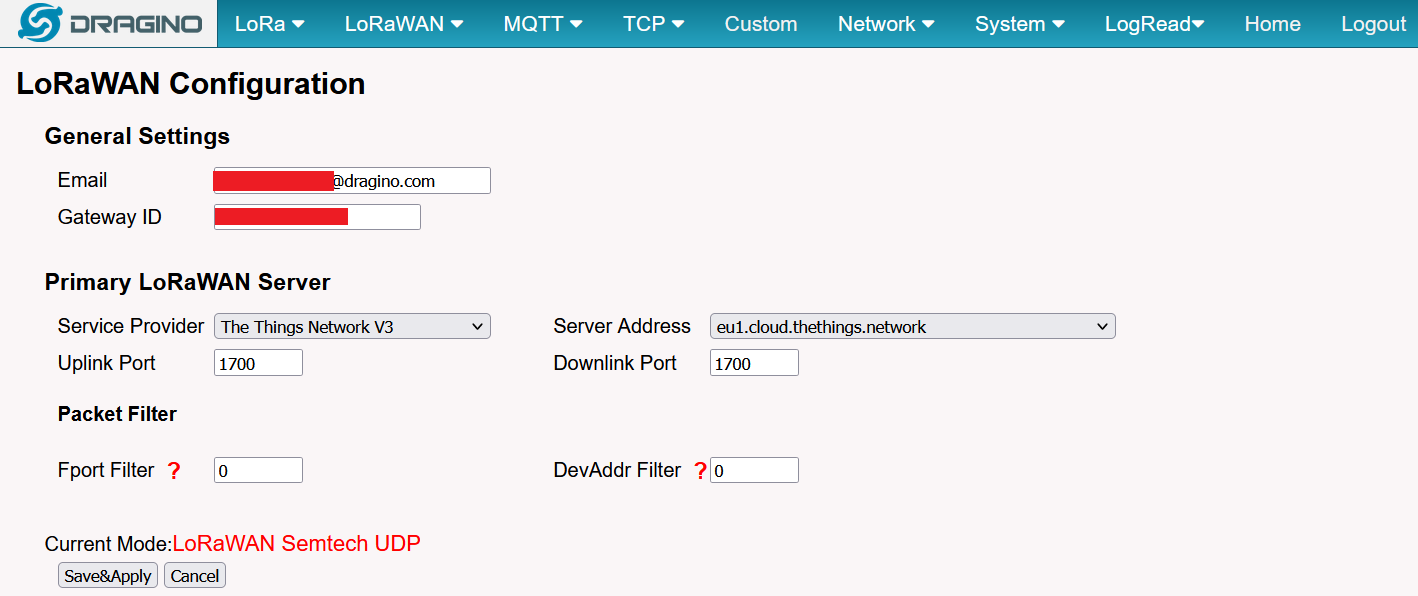 DRAGINO LoRa LoRaWAN MQTT TCP Custom Network System LogRead Home Logout
LoRaWAN Configuration
General Settings
Email @dragino.com
Gateway ID
Primary LoRaWAN Server
Service Provider The Things Network V3 Server Address eu1.cloud.thethings.network
Uplink Port 1700 Downlink Port 1700
Packet Filter
Fport Filter ? 0 DevAddr Filter ? 0
Current Mode:LoRaWAN Semtech UDP
Save&Apply Cancel